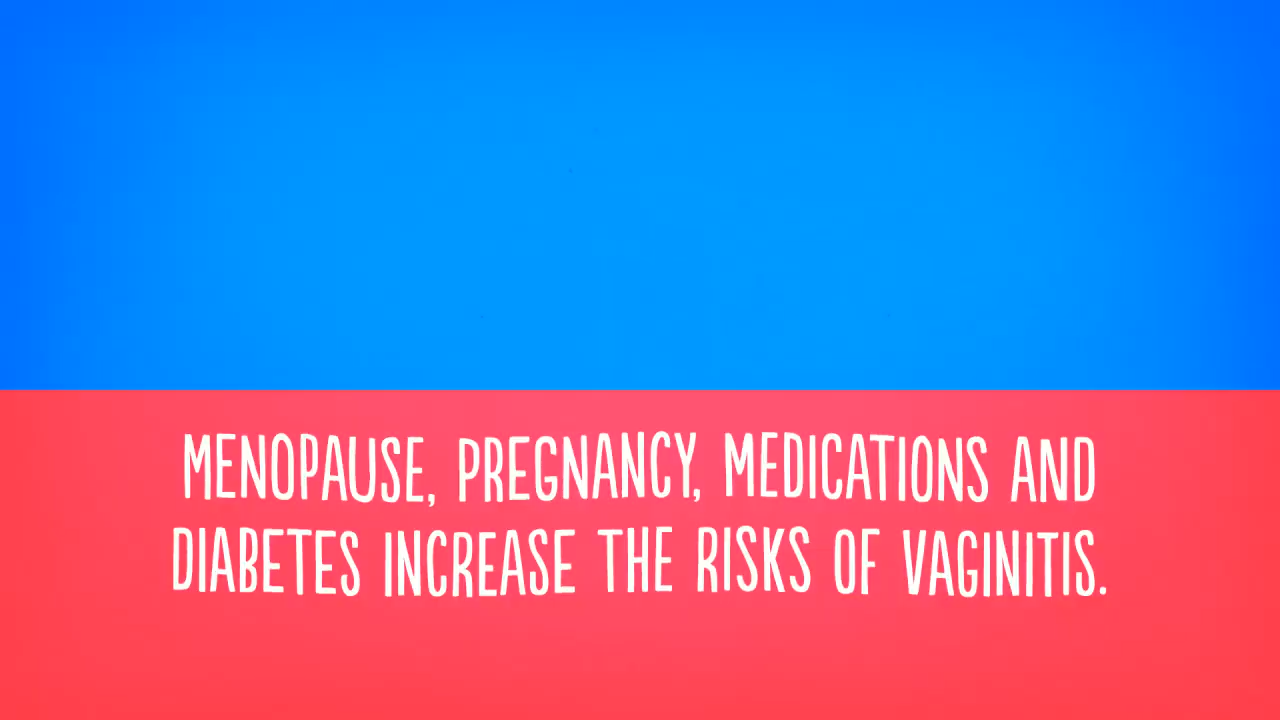 MENOPAUSE, PREGNANCY, MEDICATIONS AND
DIABETES INCREASE THE RISKS OF VAGINITIS.